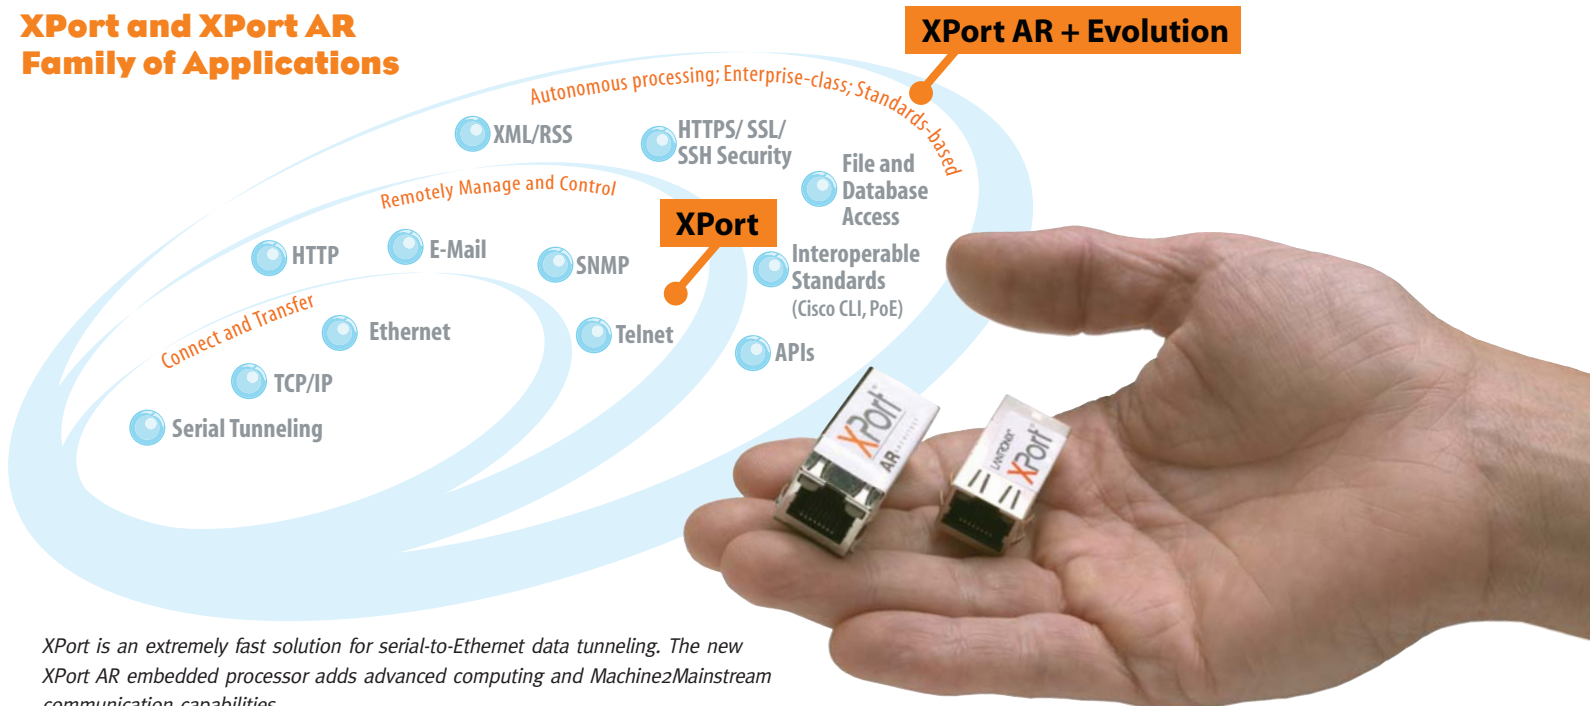 XPort and XPort AR
Family of Applications
XPort AR + Evolution
Autonomous processing; Enterprise-class; Standards-based
XML/RSS
HTTPS/ SSL/
SSH Security
File and
Database
Access
Remotely Manage and Control
XPort
HTTP
E-Mail
SNMP
Interoperable
Standards
(Cisco CLI, PoE)
Connect and Transfer
Ethernet
Telnet
APIs
TCP/IP
Serial Tunneling
XPort®
AR
LANTRONIX®
XPort
XPort is an extremely fast solution for serial-to-Ethernet data tunneling. The new
XPort AR embedded processor adds advanced computing and Machine2Mainstream
communication capabilities